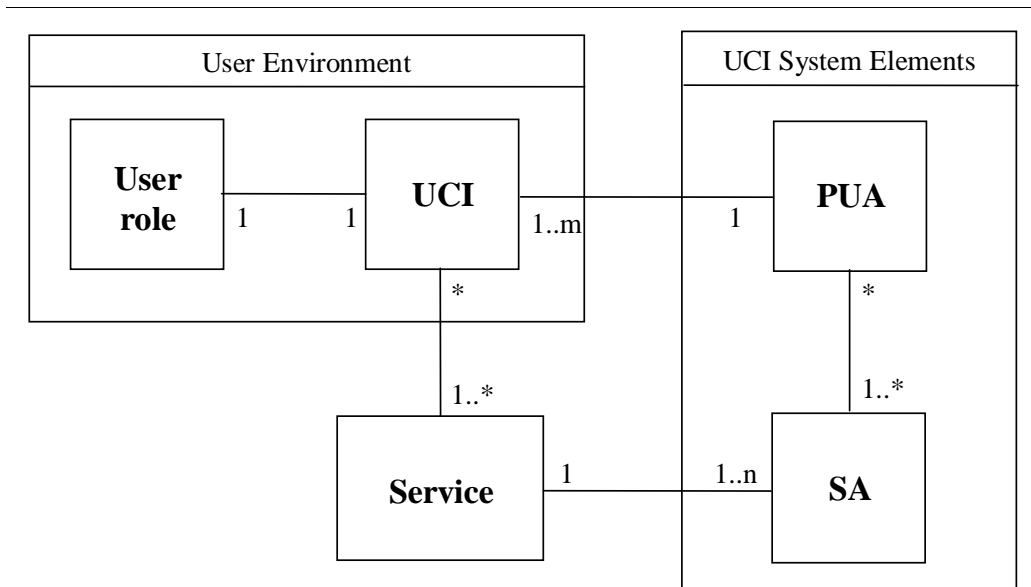 User Environment
UCI System Elements
User
role
UCI
PUA
1
1
1..m
1
*
*
1..*
1..*
Service
1
1..n
SA